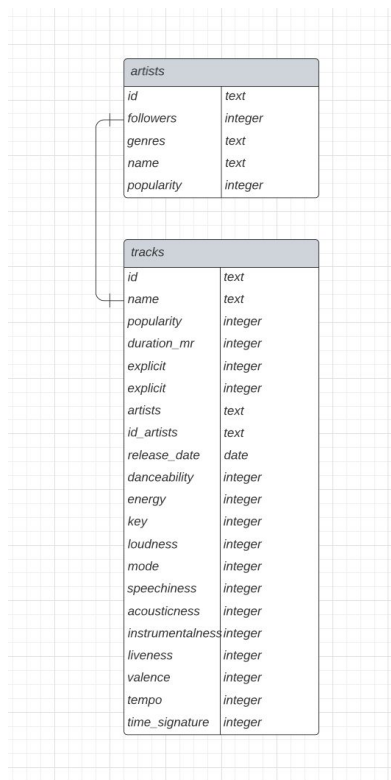 artists
id text
followers integer
genres text
name text
popularity integer
tracks
id text
name text
popularity integer
duration_mr integer
explicit integer
explicit integer
artists text
id_artists text
release_date date
danceability integer
energy integer
key integer
loudness integer
mode integer
speechiness integer
acousticness integer
instrumentalness integer
liveness integer
valence integer
tempo integer
time_signature integer